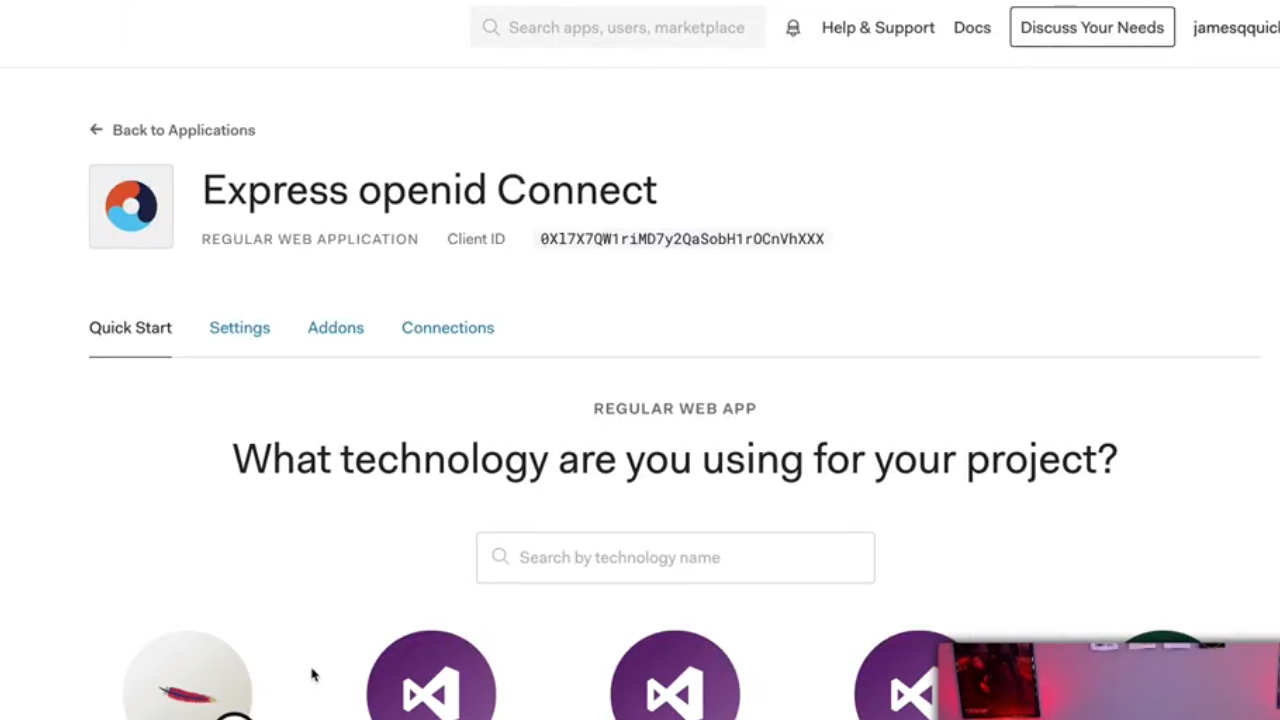 Search apps, users, marketplace
Help & Support
Docs
Discuss Your Needs
Back to Applications
Express openid Connect
REGULAR WEB APPLICATION
Client ID
0Xl7X7QW1riMD7y2QaSobH1rOCnVhXXX
Quick Start
Settings
Addons
Connections
REGULAR WEB APP
What technology are you using for your project?
Search by technology name